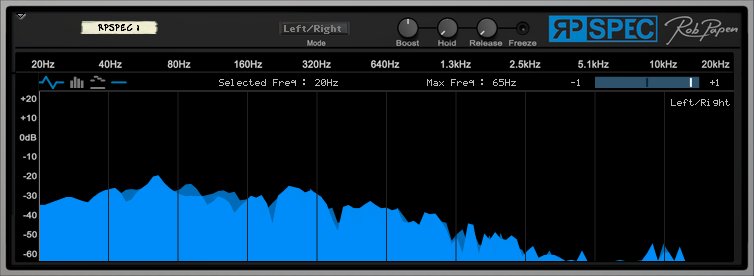 RPSPEC 1
Left/Right
Mode
Boost
Hold
Release
Freeze
RP SPEC
Rob Papen
20Hz 40Hz 80Hz 160Hz 320Hz 640Hz 1.3kHz 2.5kHz 5.1kHz 10kHz 20kHz
Selected Freq : 20Hz Max Freq : 65Hz -1 +1
Left/Right
+20
+10
0dB
-10
-20
-30
-40
-50
-60